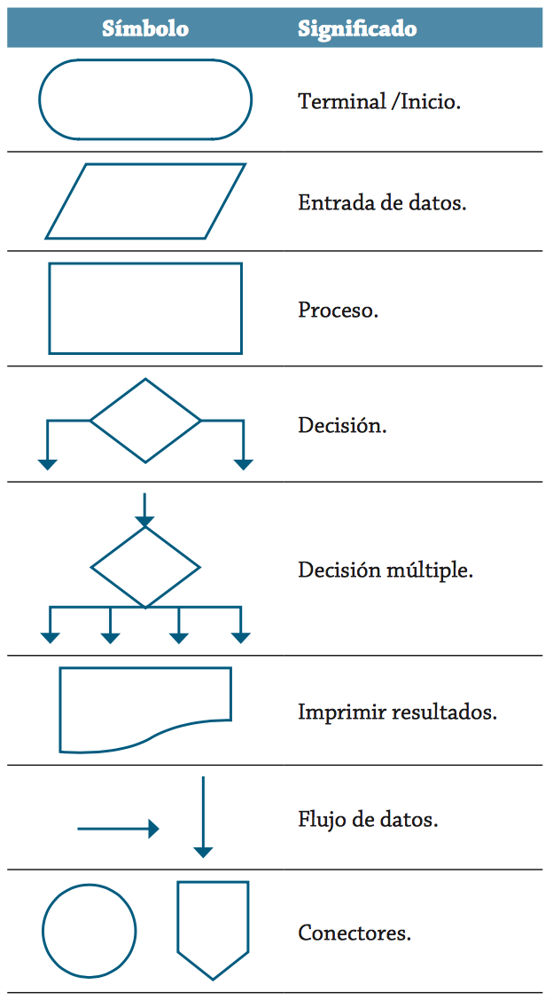 Símbolo Significado
Terminal /Inicio.
Entrada de datos.
Proceso.
Decisión.
Decisión múltiple.
Imprimir resultados.
Flujo de datos.
Conectores.